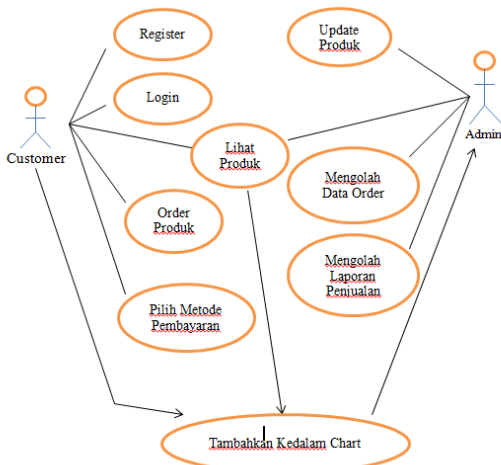 Register
Update
Produk
Login
Customer
Admin
Lihat
Produk
Mengolah
Data Order
Order
Produk
Mengolah
Laporan
Penjualan
Pilih Metode
Pembayaran
Tambahkan Kedalam Chart